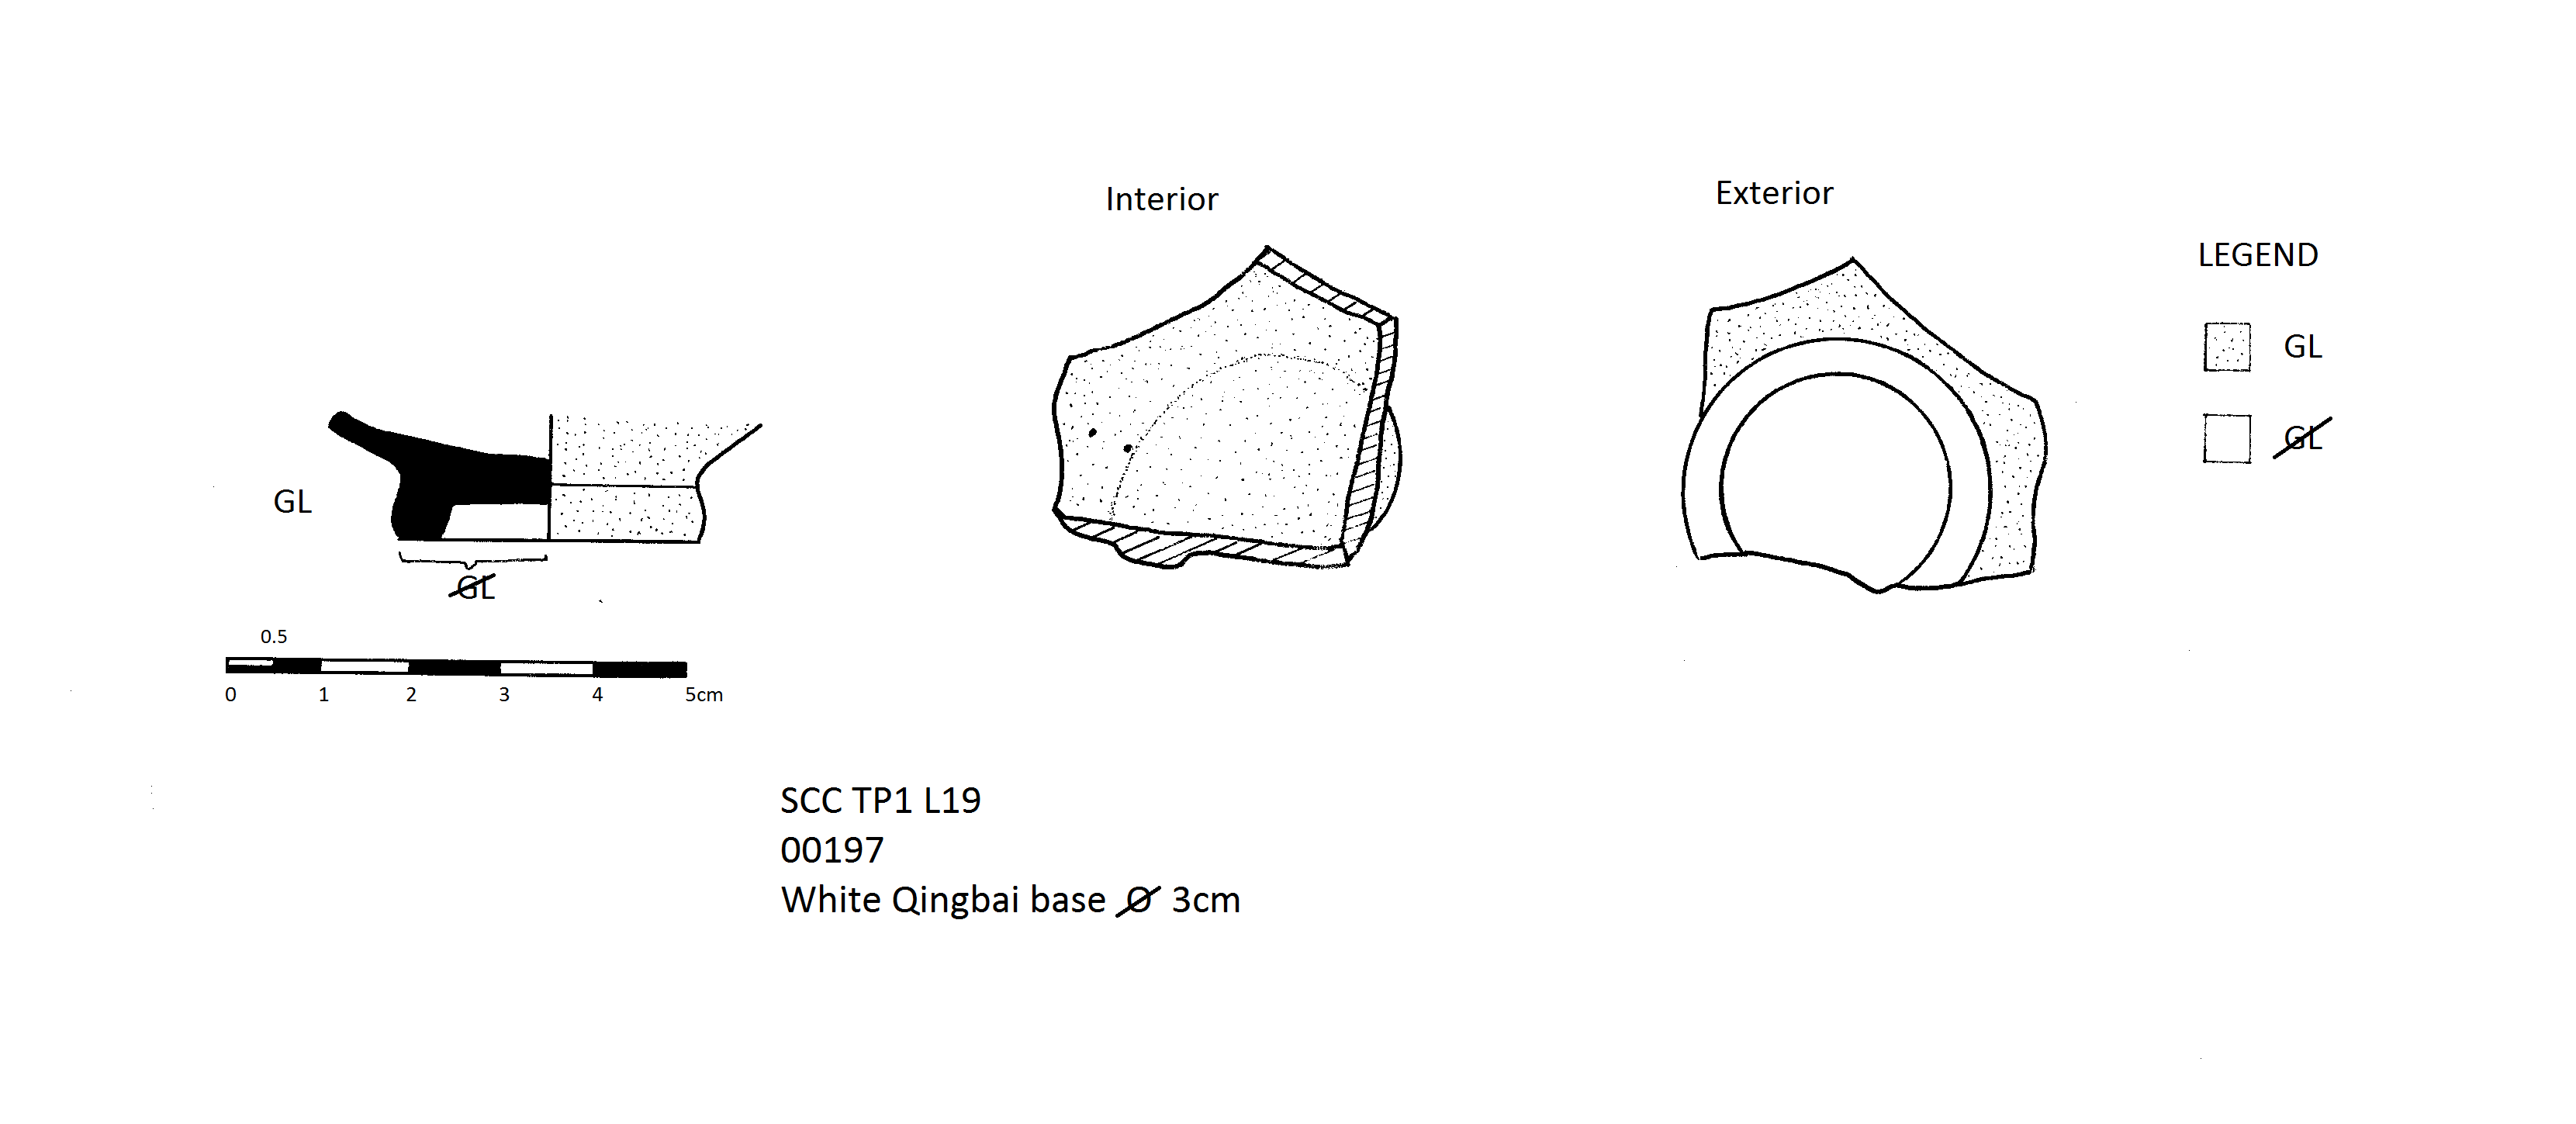 Interior
Exterior
LEGEND
GL
GL
GL
GL
0.5
0 1 2 3 4 5cm
SCC TP1 L19
00197
White Qingbai base Ø 3cm